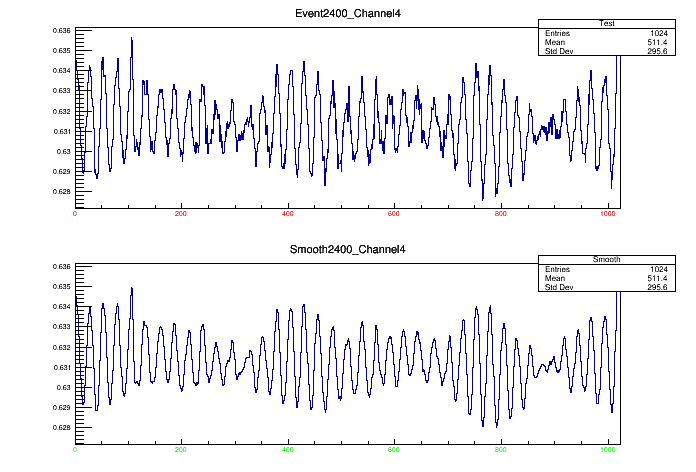 Event2400_Channel4
Test
Entries 1024
Mean 511.4
Std Dev 295.6
0.636
0.635
0.634
0.633
0.632
0.631
0.63
0.629
0.628
0 200 400 600 800 1000
Smooth2400_Channel4
Smooth
Entries 1024
Mean 511.4
Std Dev 295.6
0.636
0.635
0.634
0.633
0.632
0.631
0.63
0.629
0.628
0 200 400 600 800 1000